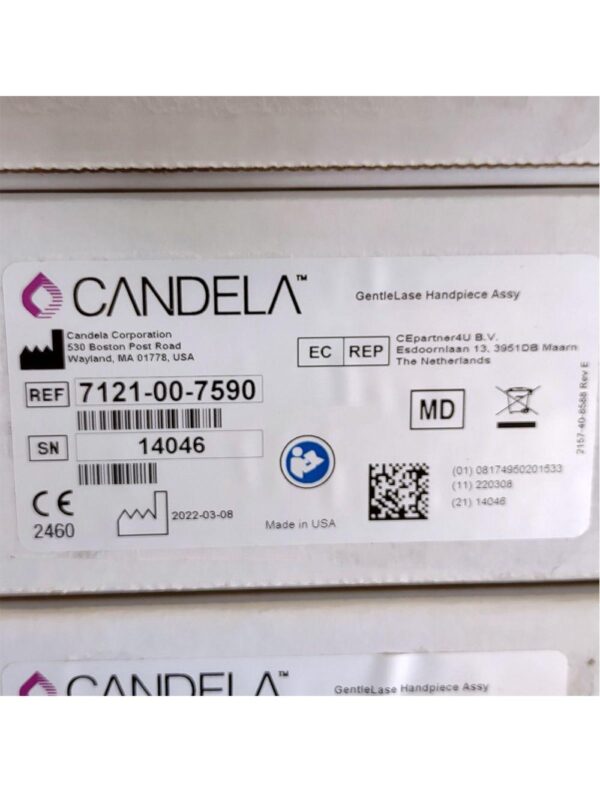 CANDELA™
GentleLase Handpiece Assy
Candela Corporation
530 Boston Post Road
Wayland, MA 01778, USA
EC REP
CEpartner4U B.V.
Esdoornlaan 13, 3951DB Maarn
The Netherlands
REF 7121-00-7590
MD
SN 14046
2157-40-8588 Rev E
(01) 08174950201533
(11) 220308
(21) 14046
CE
2460
2022-03-08
Made in USA
CANDELA™
GentleLase Handpiece Assy